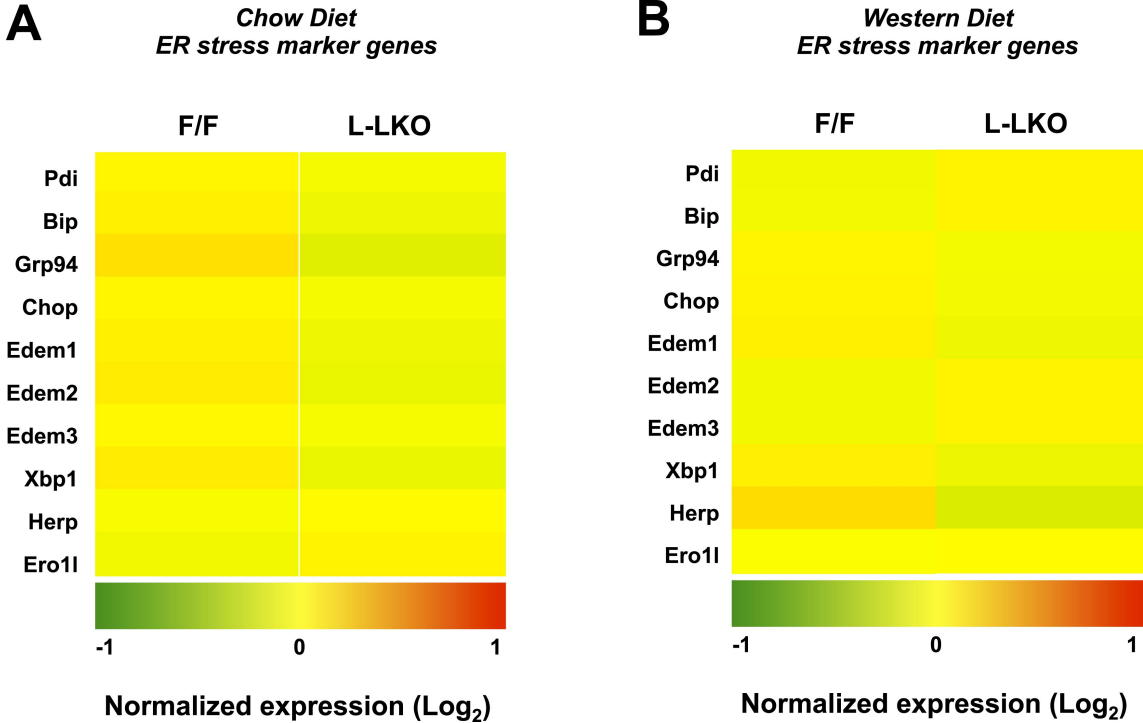 A
Chow Diet
ER stress marker genes
F/F L-LKO
Pdi
Bip
Grp94
Chop
Edem1
Edem2
Edem3
Xbp1
Herp
Ero1l
-1 0 1
Normalized expression (Log2)
B
Western Diet
ER stress marker genes
F/F L-LKO
Pdi
Bip
Grp94
Chop
Edem1
Edem2
Edem3
Xbp1
Herp
Ero1l
-1 0 1
Normalized expression (Log2)